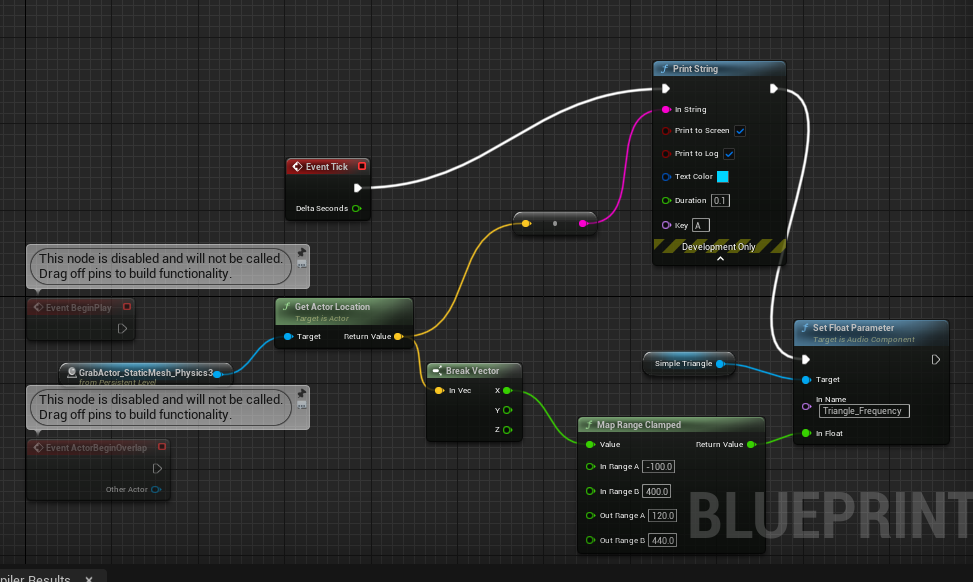 Print String
In String
Print to Screen
Print to Log
Text Color
Duration 0.1
Key A
Development Only
Event Tick
Delta Seconds
This node is disabled and will not be called.
Drag off pins to build functionality.
Event BeginPlay
Get Actor Location
Target is Actor
Target Return Value
GrabActor_StaticMesh_Physics3
from Persistent Level
This node is disabled and will not be called.
Drag off pins to build functionality.
Event ActorBeginOverlap
Other Actor
Break Vector
In Vec X
Y
Z
Simple Triangle
Set Float Parameter
Target is Audio Component
Target
In Name
Triangle_Frequency
In Float
Map Range Clamped
Value Return Value
In Range A -100.0
In Range B 400.0
Out Range A 120.0
Out Range B 440.0
BLUEPRINT
piler Results x